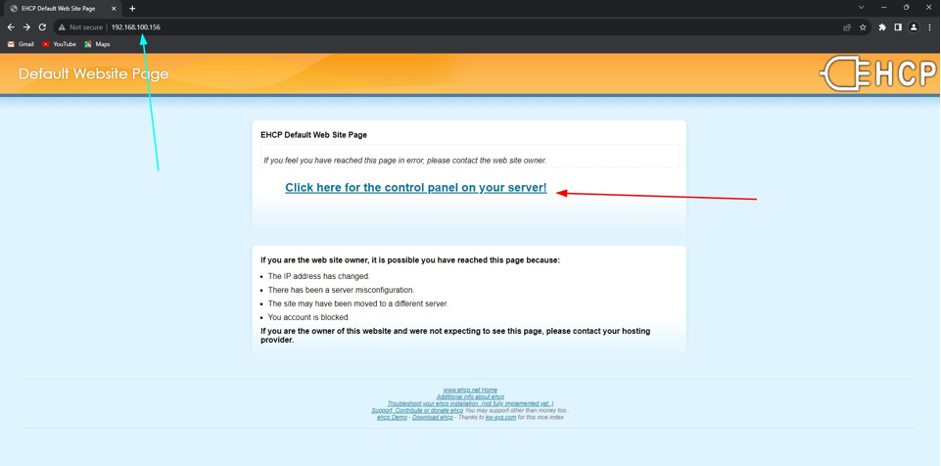 EHCP Default Web Site Page
Not secure | 192.168.100.156
Gmail YouTube Maps
Default Website Page
EHCP
EHCP Default Web Site Page
If you feel you have reached this page in error, please contact the web site owner.
Click here for the control panel on your server!
If you are the web site owner, it is possible you have reached this page because:
The IP address has changed.
There has been a server misconfiguration.
The site may have been moved to a different server.
You account is blocked.
If you are the owner of this website and were not expecting to see this page, please contact your hosting
provider.
www.ehcp.net Home
Additional info about ehcp
Troubleshoot your ehcp installation. (not fully implemented yet. )
Support, Contribute or donate ehcp You may support other than money too..
ehcp Demo - Download ehcp - Thanks to kw-sys.com for this nice index